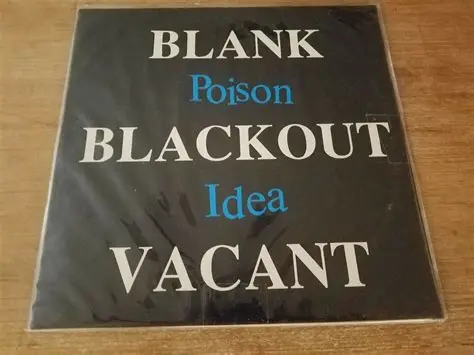 BLANK
Poison
BLACKOUT
Idea
VACANT